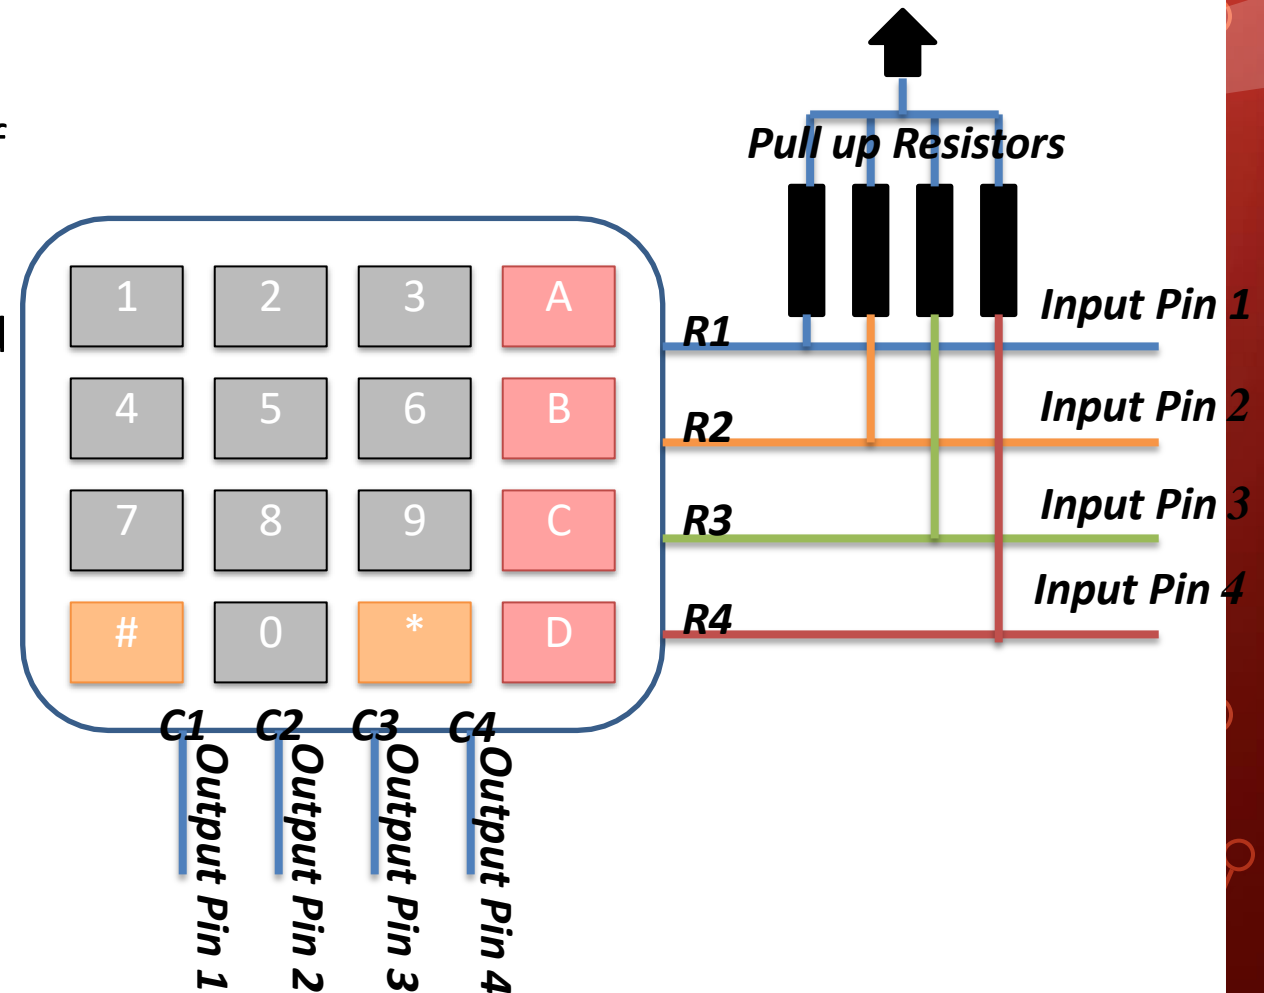 Pull up Resistors
1 2 3 A
4 5 6 B
7 8 9 C
# 0 * D
R1
Input Pin 1
R2
Input Pin 2
R3
Input Pin 3
R4
Input Pin 4
C1 C2 C3 C4
Output Pin 1
Output Pin 2
Output Pin 3
Output Pin 4